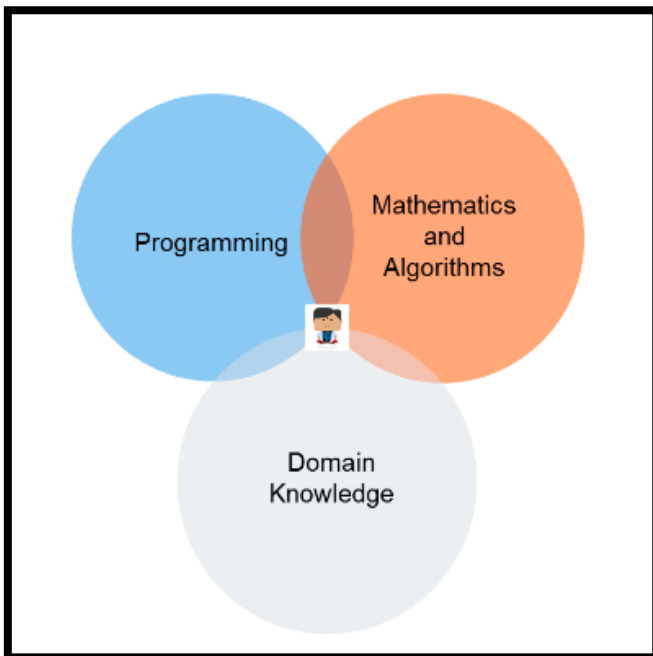 Programming
Mathematics
and
Algorithms
Domain
Knowledge